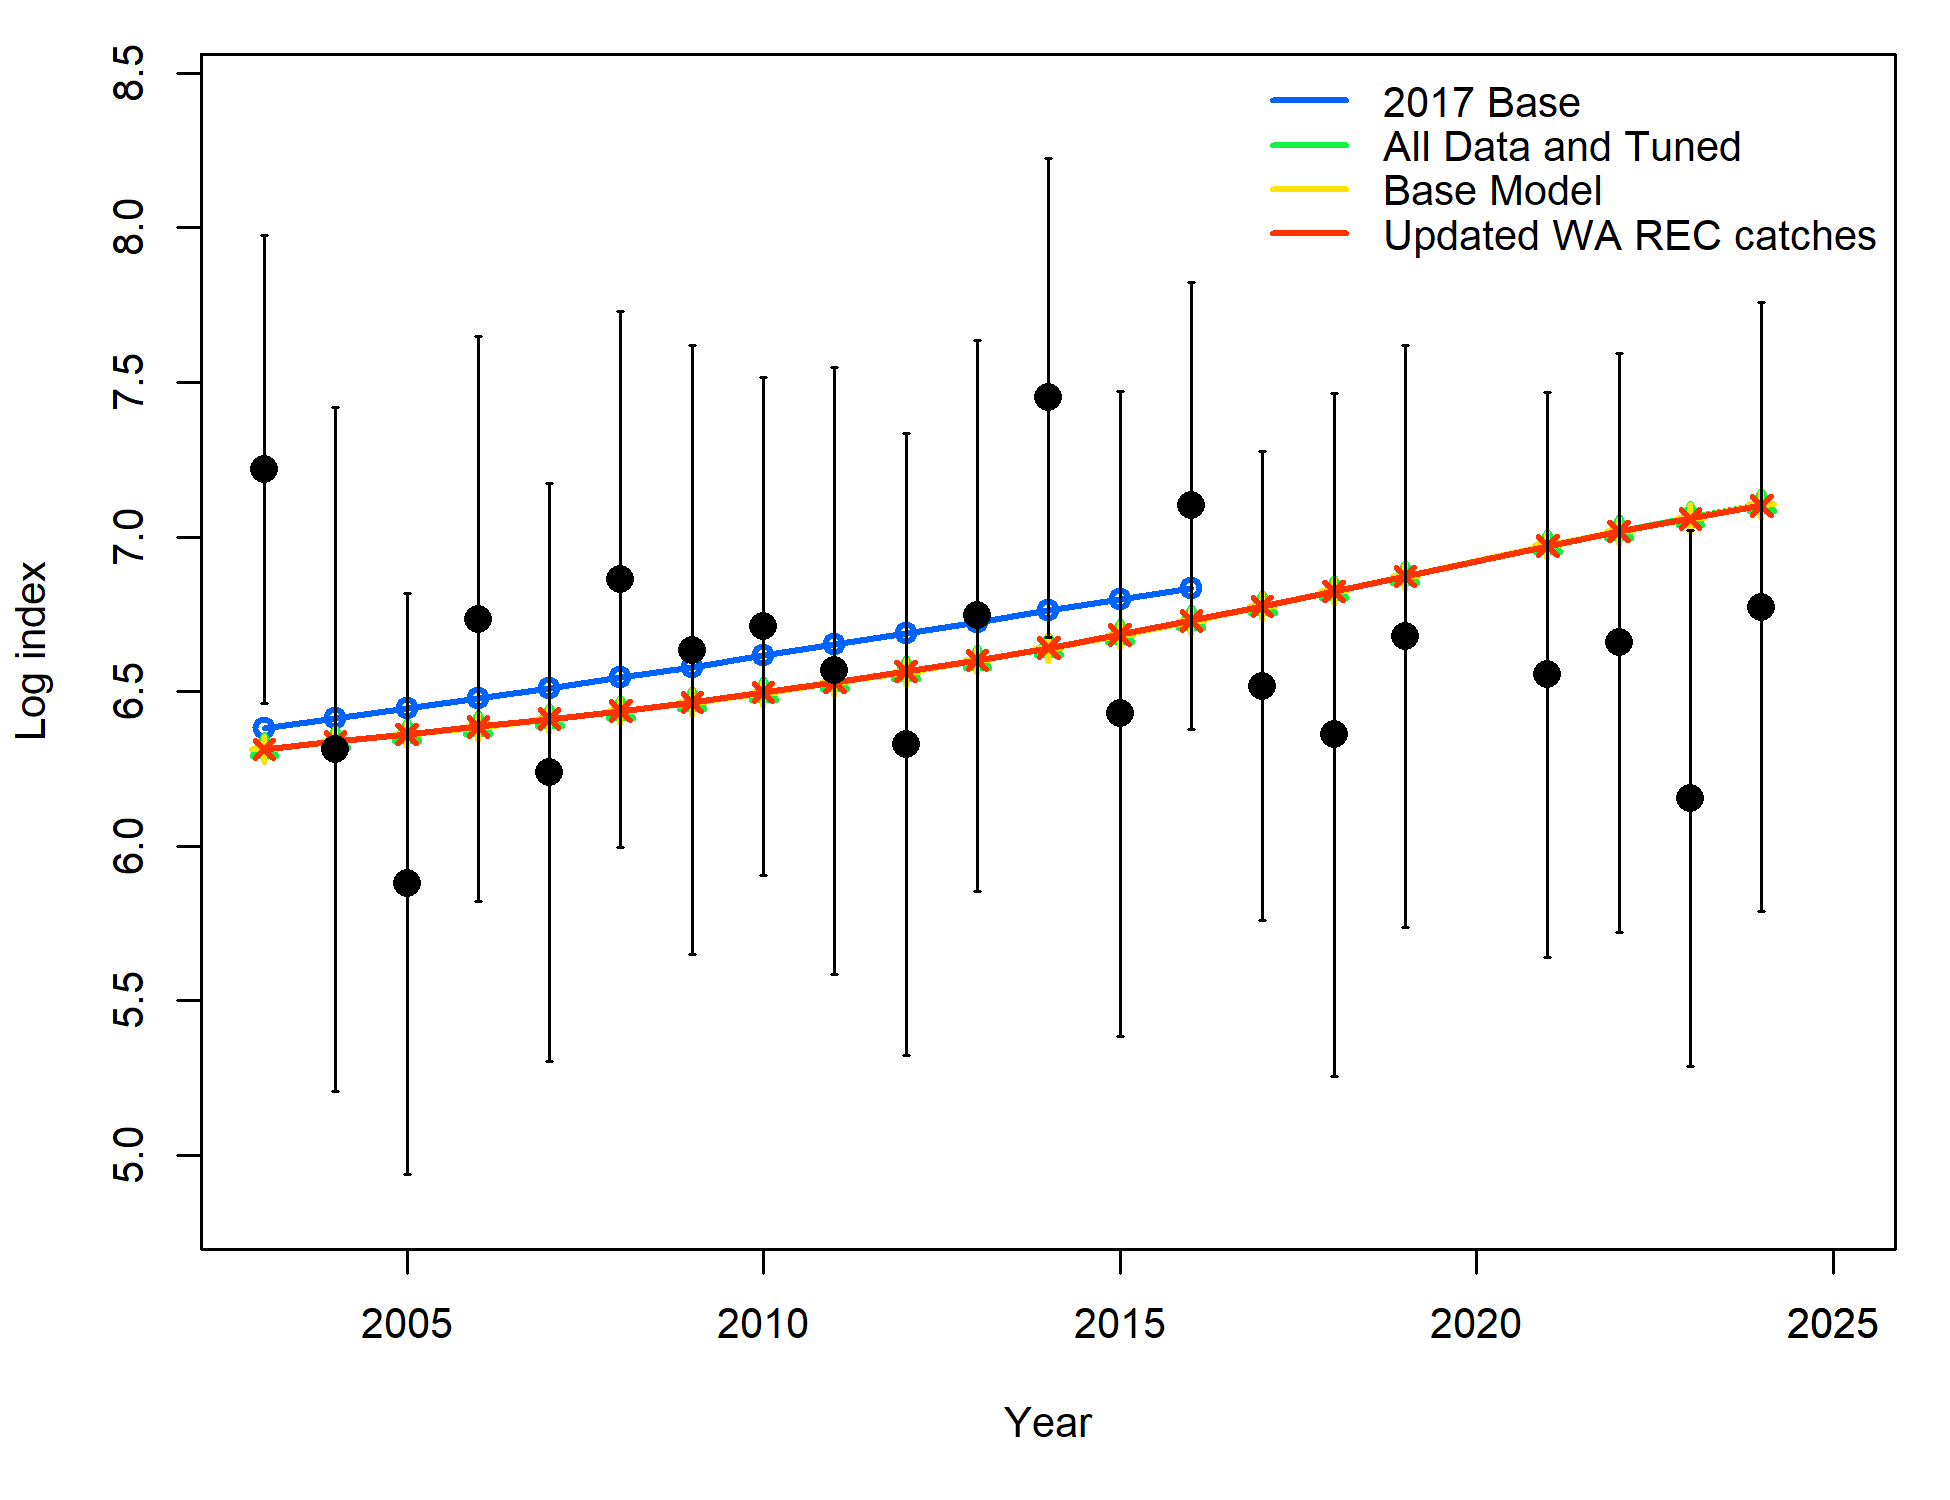 2017 Base
All Data and Tuned
Base Model
Updated WA REC catches
Log index
8.5
8.0
7.5
7.0
6.5
6.0
5.5
5.0
2005 2010 2015 2020 2025
Year